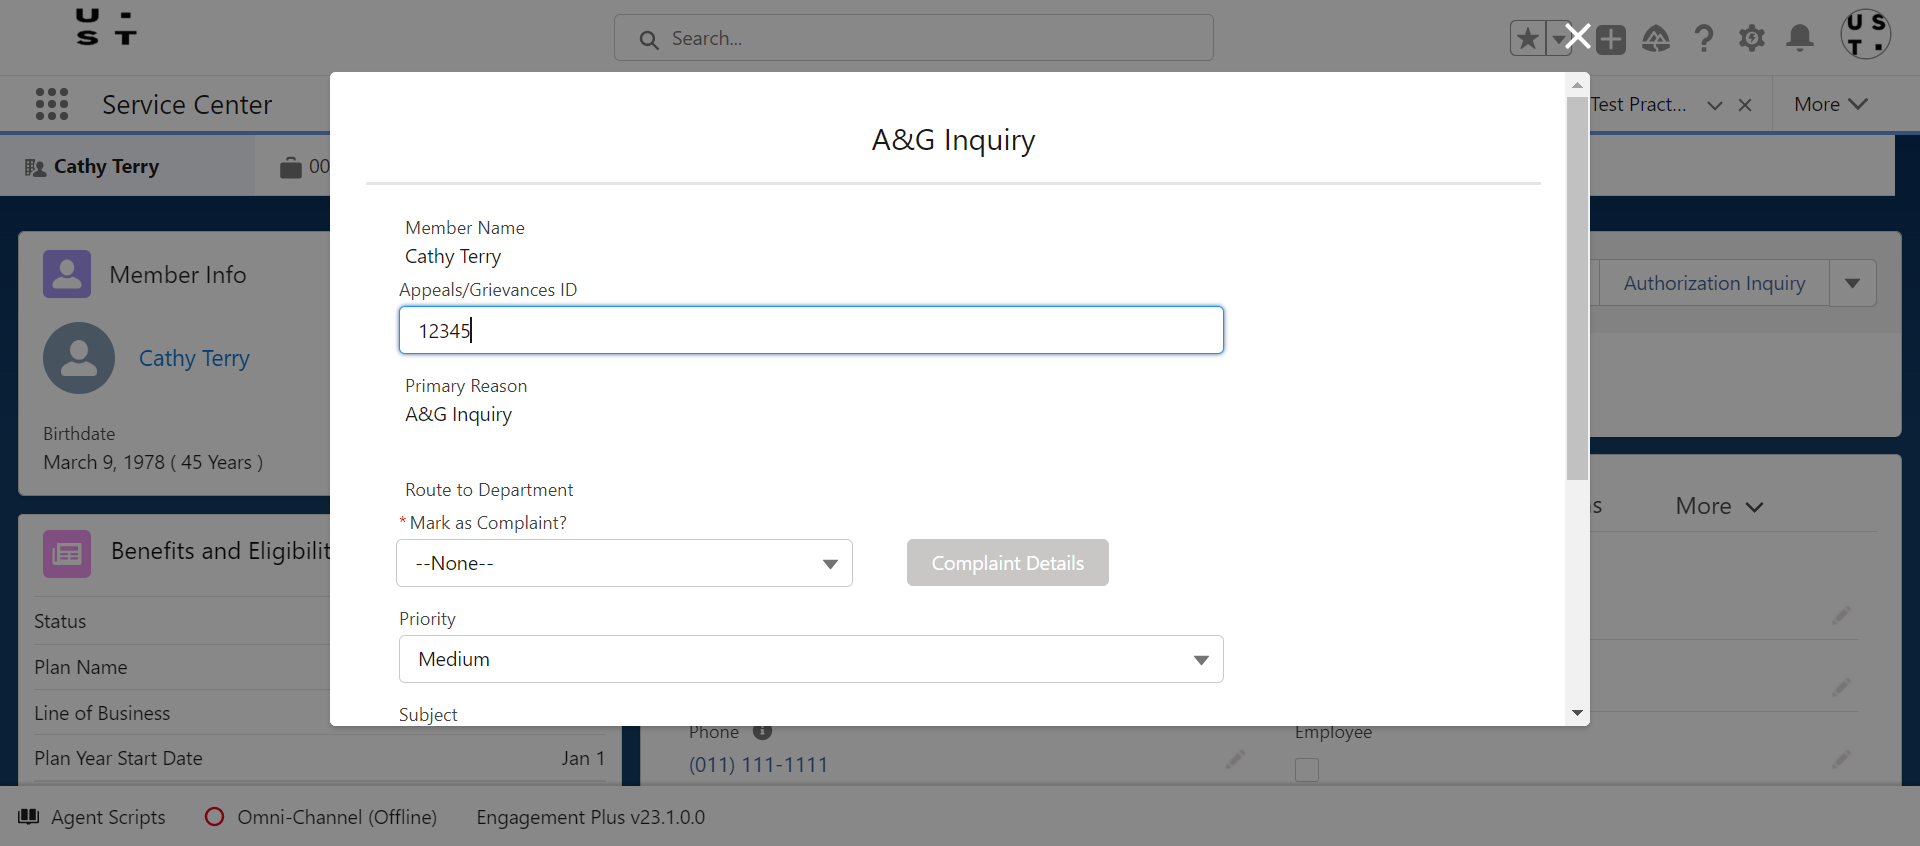 U S T
Search...
U S T
Service Center
Test Pract...
More
Cathy Terry
00
A&G Inquiry
Member Name
Cathy Terry
Appeals/Grievances ID
12345
Primary Reason
A&G Inquiry
Route to Department
*Mark as Complaint?
--None--
Complaint Details
Priority
Medium
Subject
Member Info
Cathy Terry
Birthdate
March 9, 1978 ( 45 Years )
Authorization Inquiry
Benefits and Eligibilit
Status
Plan Name
Line of Business
Plan Year Start Date Jan 1
s
More
Phone
(011) 111-1111
Employee
Agent Scripts
Omni-Channel (Offline)
Engagement Plus v23.1.0.0